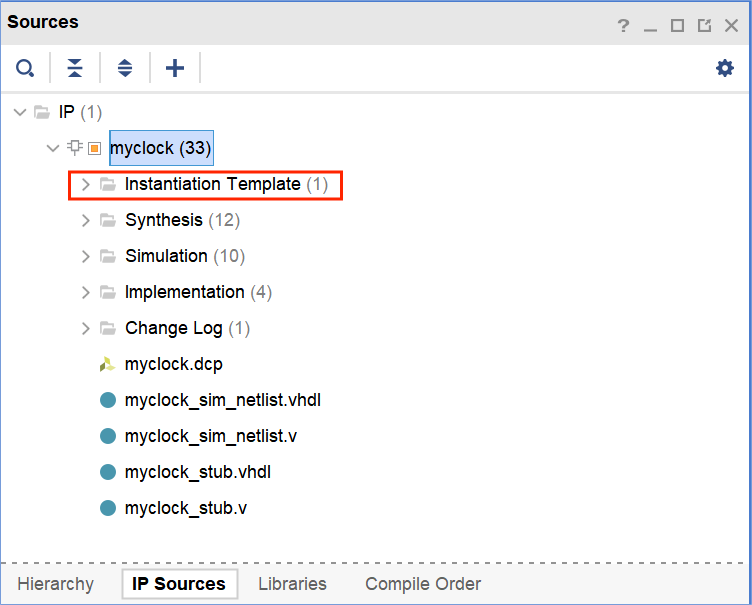 Sources
?
IP (1)
myclock (33)
Instantiation Template (1)
Synthesis (12)
Simulation (10)
Implementation (4)
Change Log (1)
myclock.dcp
myclock_sim_netlist.vhdl
myclock_sim_netlist.v
myclock_stub.vhdl
myclock_stub.v
Hierarchy IP Sources Libraries Compile Order